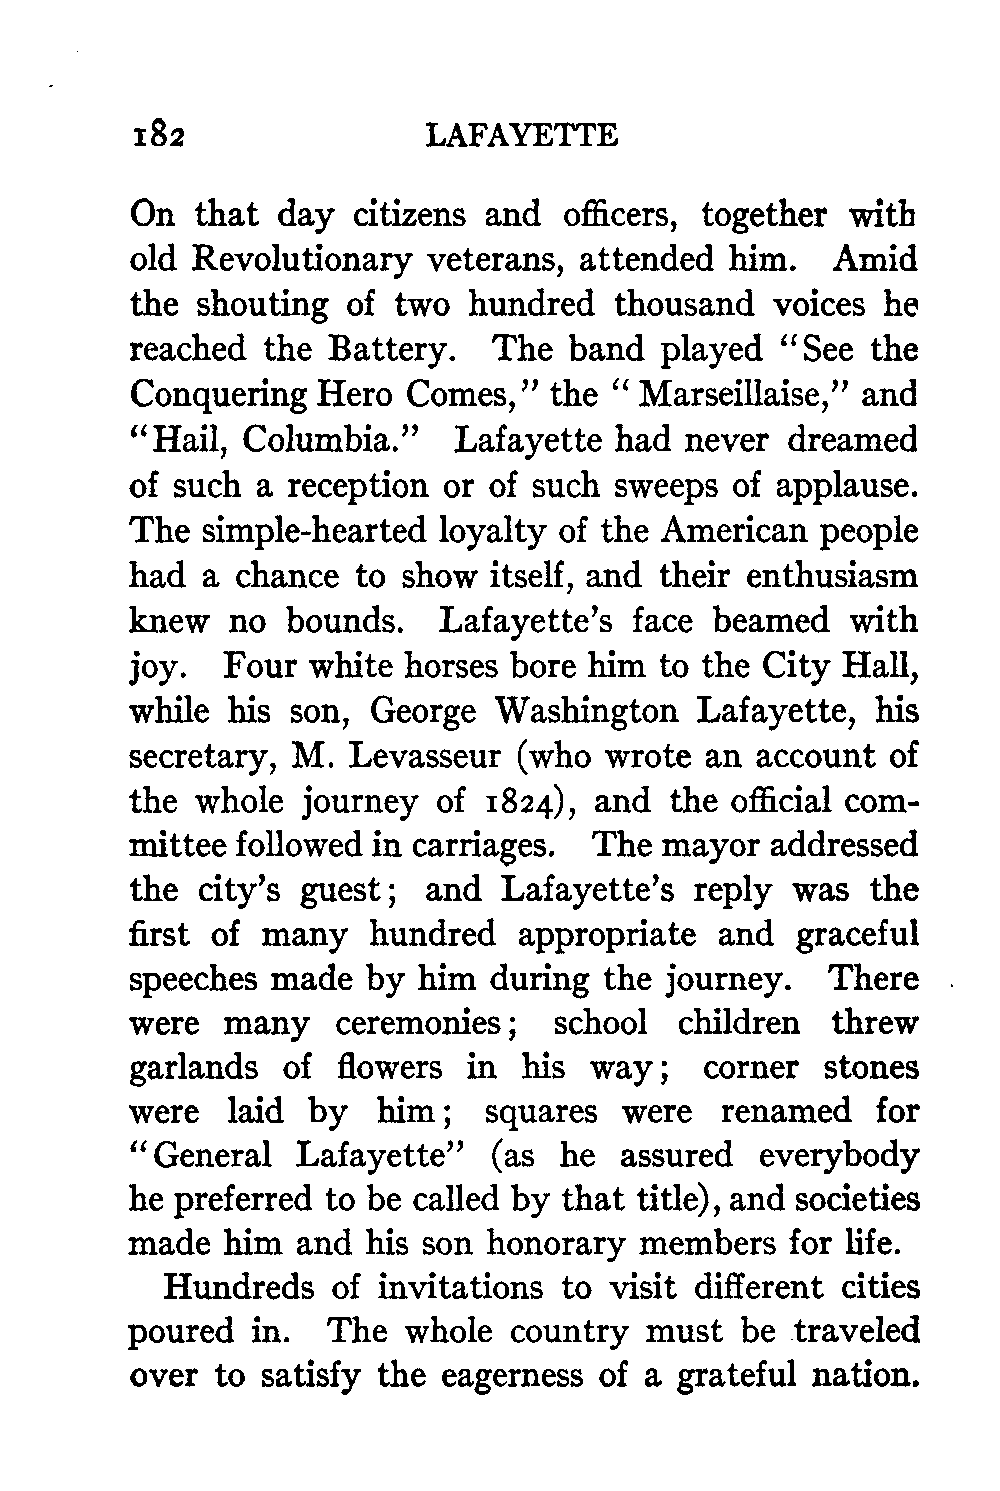 182 LAFAYETTE
On that day citizens and officers, together with
old Revolutionary veterans, attended him. Amid
the shouting of two hundred thousand voices he
reached the Battery. The band played "See the
Conquering Hero Comes," the "Marseillaise," and
"Hail, Columbia." Lafayette had never dreamed
of such a reception or of such sweeps of applause.
The simple-hearted loyalty of the American people
had a chance to show itself, and their enthusiasm
knew no bounds. Lafayette's face beamed with
joy. Four white horses bore him to the City Hall,
while his son, George Washington Lafayette, his
secretary, M. Levasseur (who wrote an account of
the whole journey of 1824), and the official com-
mittee followed in carriages. The mayor addressed
the city's guest; and Lafayette's reply was the
first of many hundred appropriate and graceful
speeches made by him during the journey. There
were many ceremonies; school children threw
garlands of flowers in his way; corner stones
were laid by him; squares were renamed for
"General Lafayette" (as he assured everybody
he preferred to be called by that title), and societies
made him and his son honorary members for life.
Hundreds of invitations to visit different cities
poured in. The whole country must be traveled
over to satisfy the eagerness of a grateful nation.